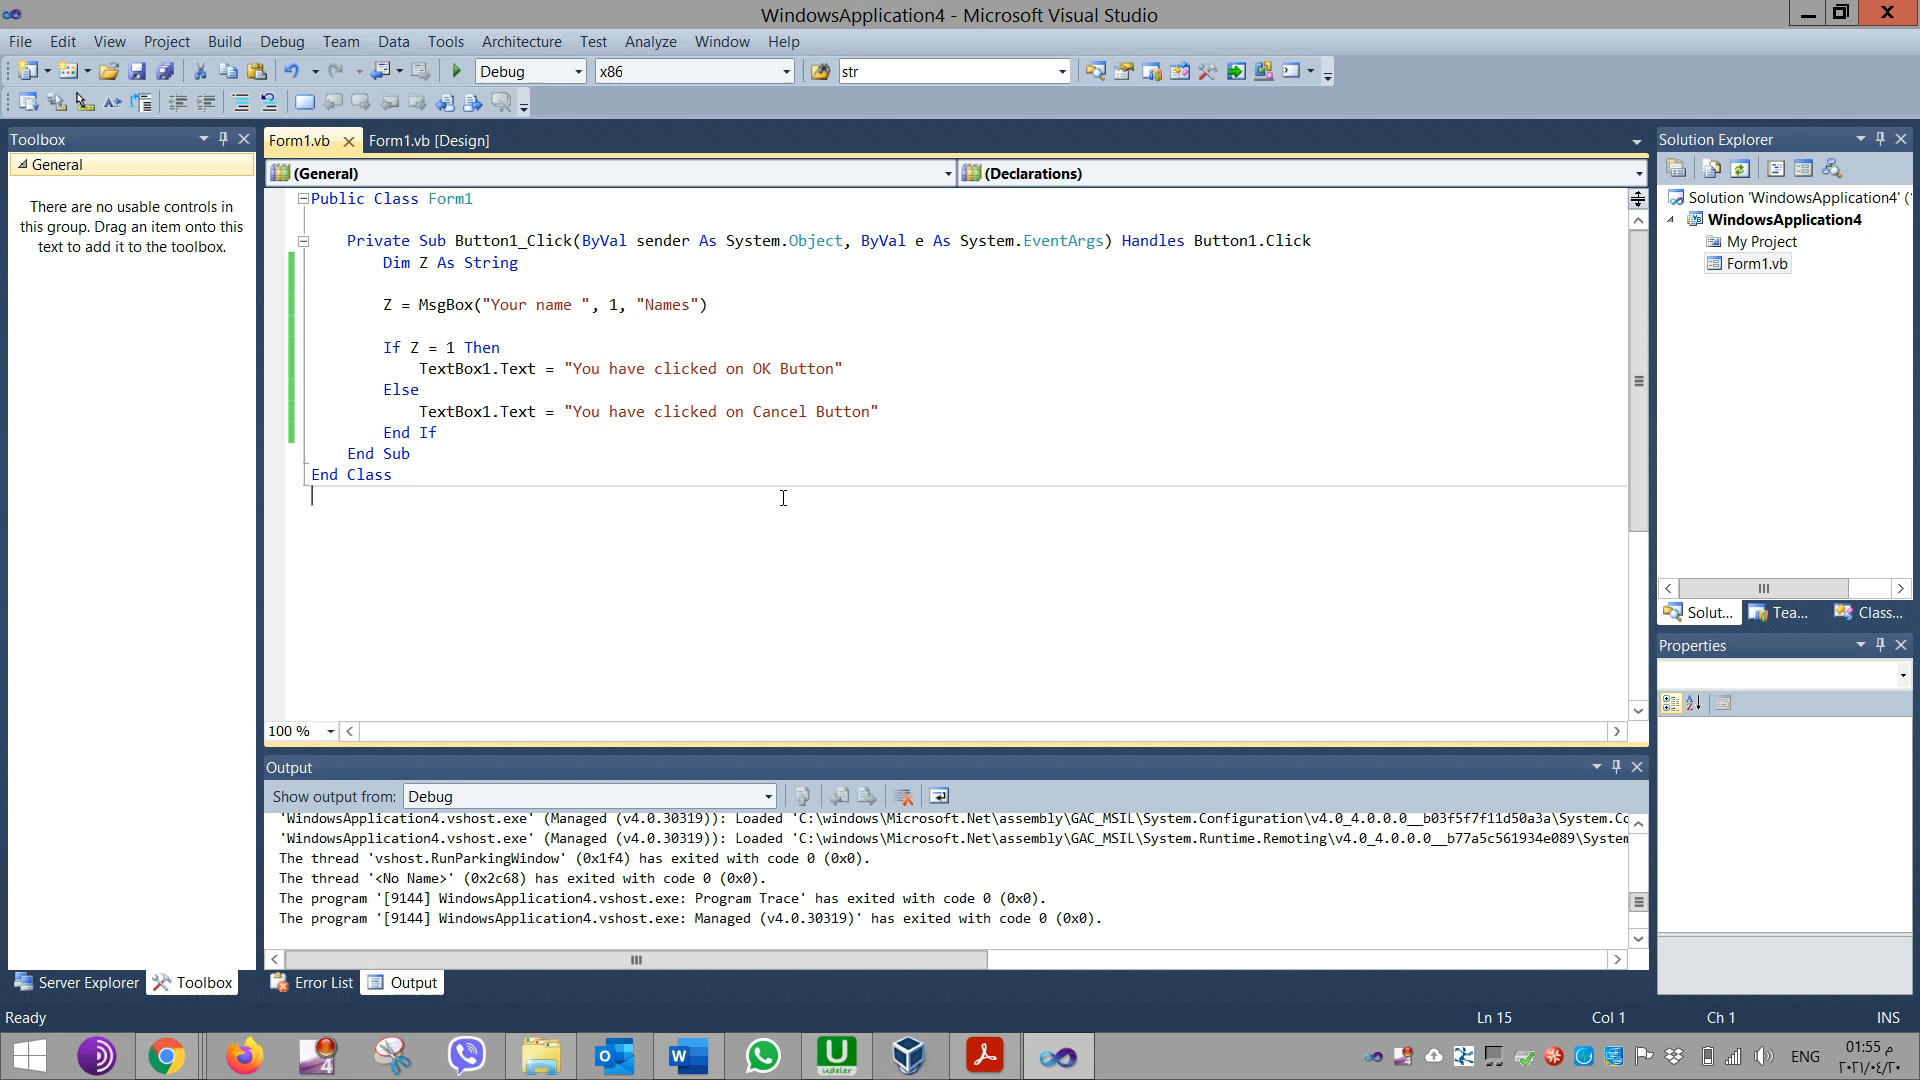 WindowsApplication4 - Microsoft Visual Studio
File Edit View Project Build Debug Team Data Tools Architecture Test Analyze Window Help
Debug x86 str
Toolbox
General
There are no usable controls in
this group. Drag an item onto this
text to add it to the toolbox.
Server Explorer Toolbox
Form1.vb Form1.vb [Design]
(General) (Declarations)
Public Class Form1
Private Sub Button1_Click(ByVal sender As System.Object, ByVal e As System.EventArgs) Handles Button1.Click
Dim Z As String
Z = MsgBox("Your name ", 1, "Names")
If Z = 1 Then
TextBox1.Text = "You have clicked on OK Button"
Else
TextBox1.Text = "You have clicked on Cancel Button"
End If
End Sub
End Class
100 %
Output
Show output from: Debug
'WindowsApplication4.vshost.exe' (Managed (v4.0.30319)): Loaded 'C:\windows\Microsoft.Net\assembly\GAC_MSIL\System.Configuration\v4.0_4.0.0.0__b03f5f7f11d50a3a\System.Co
'WindowsApplication4.vshost.exe' (Managed (v4.0.30319)): Loaded 'C:\windows\Microsoft.Net\assembly\GAC_MSIL\System.Runtime.Remoting\v4.0_4.0.0.0__b77a5c561934e089\System
The thread 'vshost.RunParkingWindow' (0x1f4) has exited with code 0 (0x0).
The thread '<No Name>' (0x2c68) has exited with code 0 (0x0).
The program '[9144] WindowsApplication4.vshost.exe: Program Trace' has exited with code 0 (0x0).
The program '[9144] WindowsApplication4.vshost.exe: Managed (v4.0.30319)' has exited with code 0 (0x0).
Error List Output
Solution Explorer
Solution 'WindowsApplication4' (
WindowsApplication4
My Project
Form1.vb
Solut... Tea... Class...
Properties
Ready Ln 15 Col 1 Ch 1 INS
U
udeler
ENG
01:55 م
٢٠٢١/٠٤/٢٠